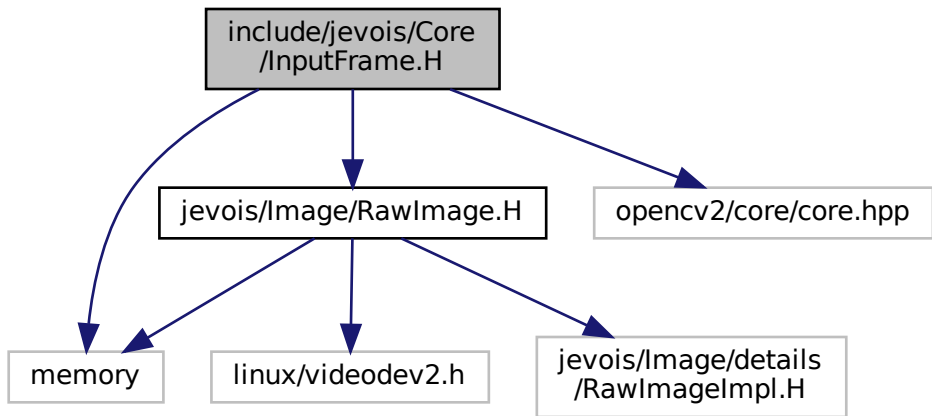 include/jevois/Core
/InputFrame.H
jevois/Image/RawImage.H
opencv2/core/core.hpp
memory
linux/videodev2.h
jevois/Image/details
/RawImageImpl.H